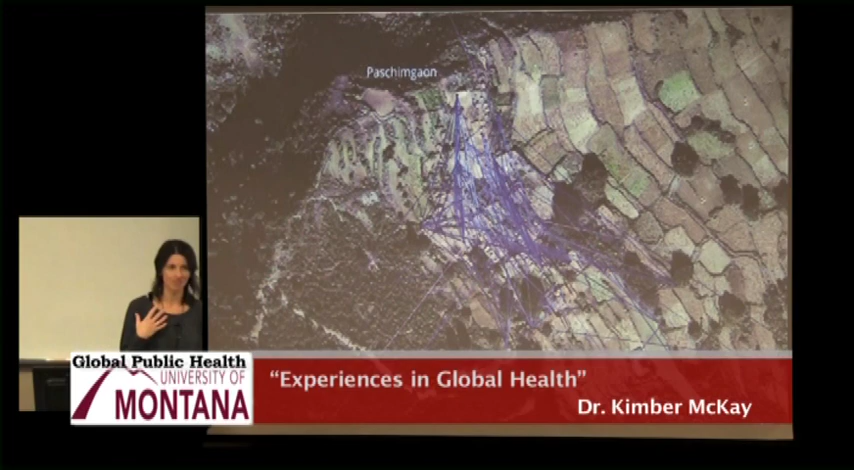 Paschimgaon
Global Public Health
UNIVERSITY OF
MONTANA
“Experiences in Global Health”
Dr. Kimber McKay